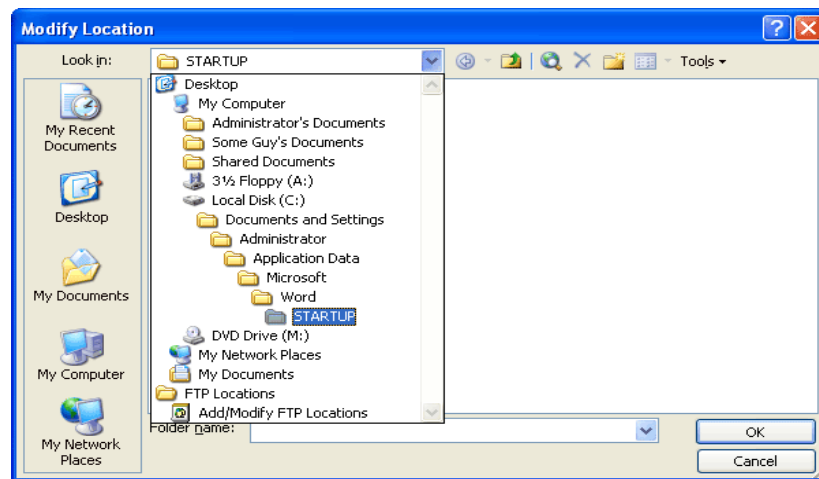 Modify Location
Look in:
STARTUP
Tools
My Recent
Documents
Desktop
My Documents
My Computer
My Network
Places
Desktop
My Computer
Administrator's Documents
Some Guy's Documents
Shared Documents
3½ Floppy (A:)
Local Disk (C:)
Documents and Settings
Administrator
Application Data
Microsoft
Word
STARTUP
DVD Drive (M:)
My Network Places
My Documents
FTP Locations
Add/Modify FTP Locations
Folder name:
OK
Cancel